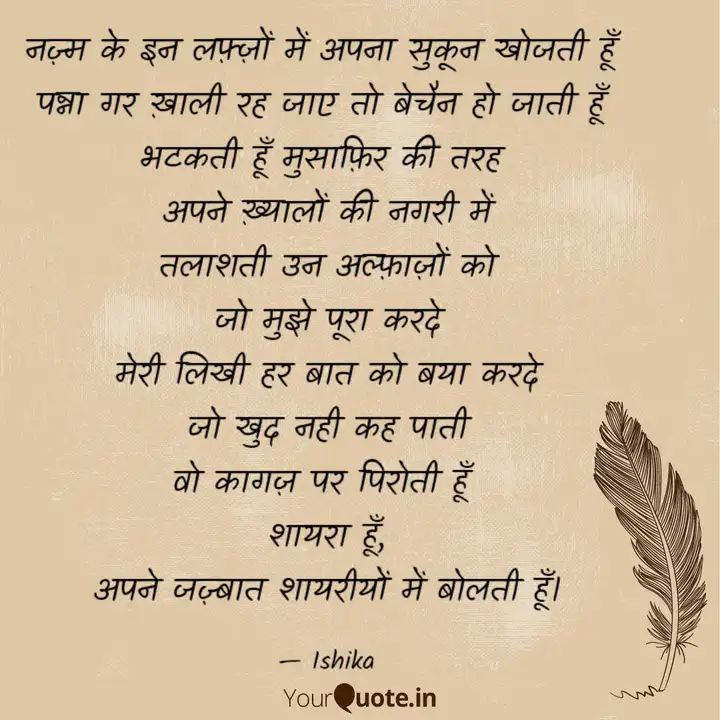 नज़्म के इन लफ़्ज़ों में अपना सुकून खोजती हूँ
पन्ना गर ख़ाली रह जाए तो बेचैन हो जाती हूँ
भटकती हूँ मुसाफ़िर की तरह
अपने ख़्यालों की नगरी में
तलाशती उन अल्फ़ाज़ों को
जो मुझे पूरा करदे
मेरी लिखी हर बात को बया करदे
जो खुद नही कह पाती
वो कागज़ पर पिरोती हूँ
शायरा हूँ,
अपने जज़्बात शायरीयों में बोलती हूँ।
— Ishika
YourQuote.in